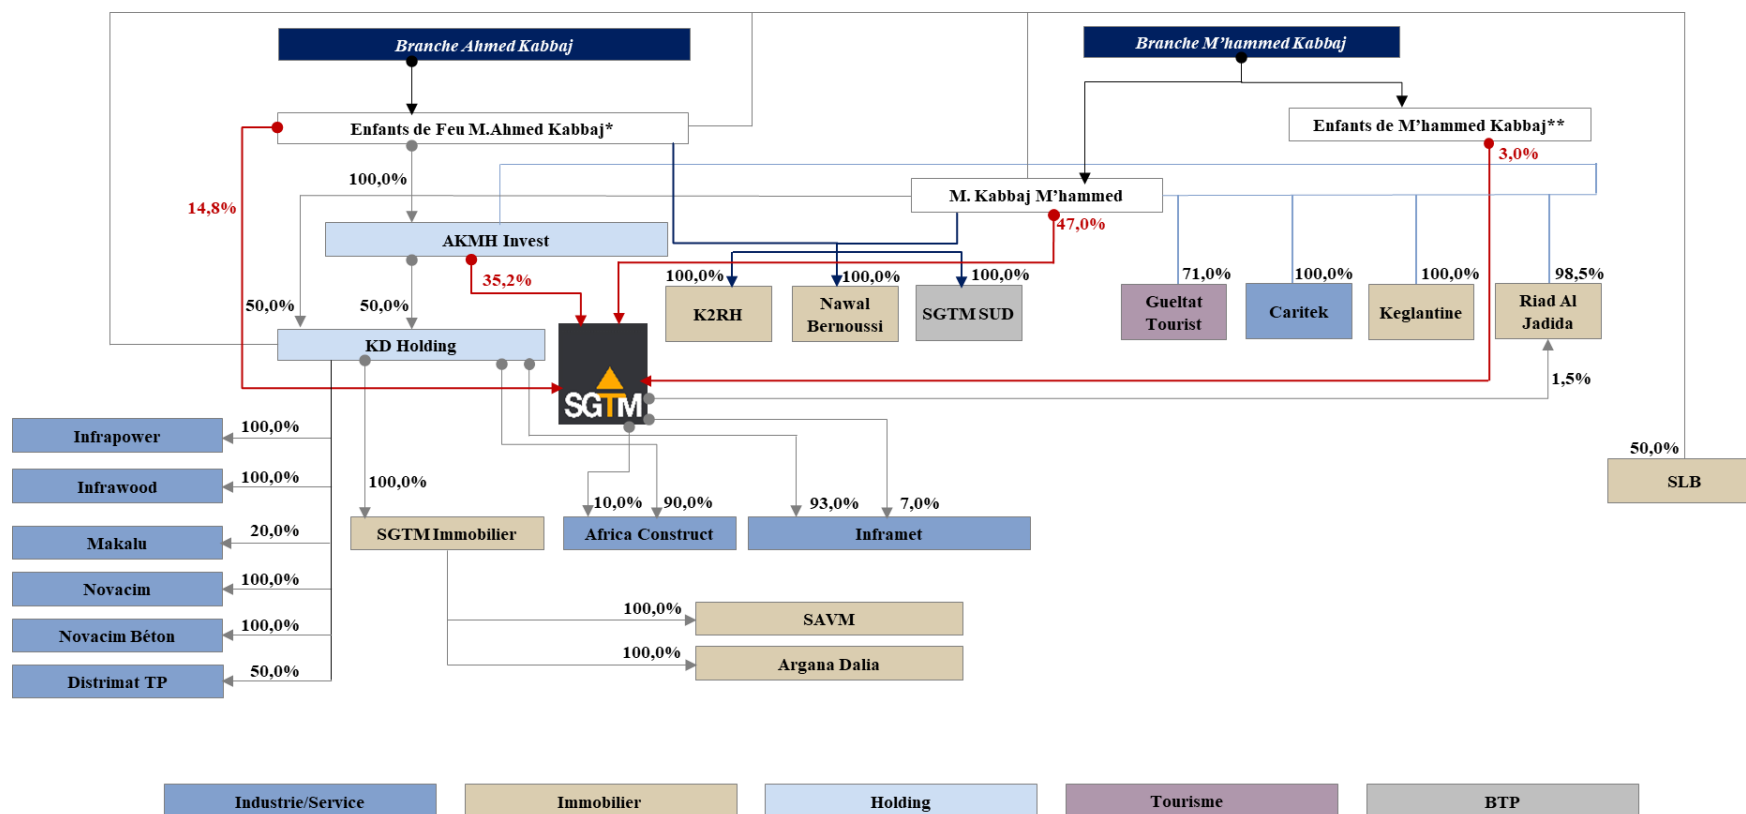 Branche Ahmed Kabbaj
Branche M’hammed Kabbaj
Enfants de Feu M.Ahmed Kabbaj*
Enfants de M’hammed Kabbaj**
3,0%
100,0%
M. Kabbaj M’hammed
14,8%
47,0%
AKMH Invest
35,2%
100,0%
100,0%
100,0%
71,0%
100,0%
100,0%
98,5%
50,0%
50,0%
K2RH
Nawal
Bernoussi
SGTM SUD
Gueltat
Tourist
Caritek
Keglantine
Riad Al
Jadida
KD Holding
SGTM
1,5%
Infrapower
100,0%
50,0%
SLB
Infrawood
100,0%
100,0%
10,0%
90,0%
93,0%
7,0%
Makalu
20,0%
SGTM Immobilier
Africa Construct
Inframet
Novacim
100,0%
100,0%
SAVM
Novacim Béton
100,0%
100,0%
Argana Dalia
Distrimat TP
50,0%
Industrie/Service
Immobilier
Holding
Tourisme
BTP